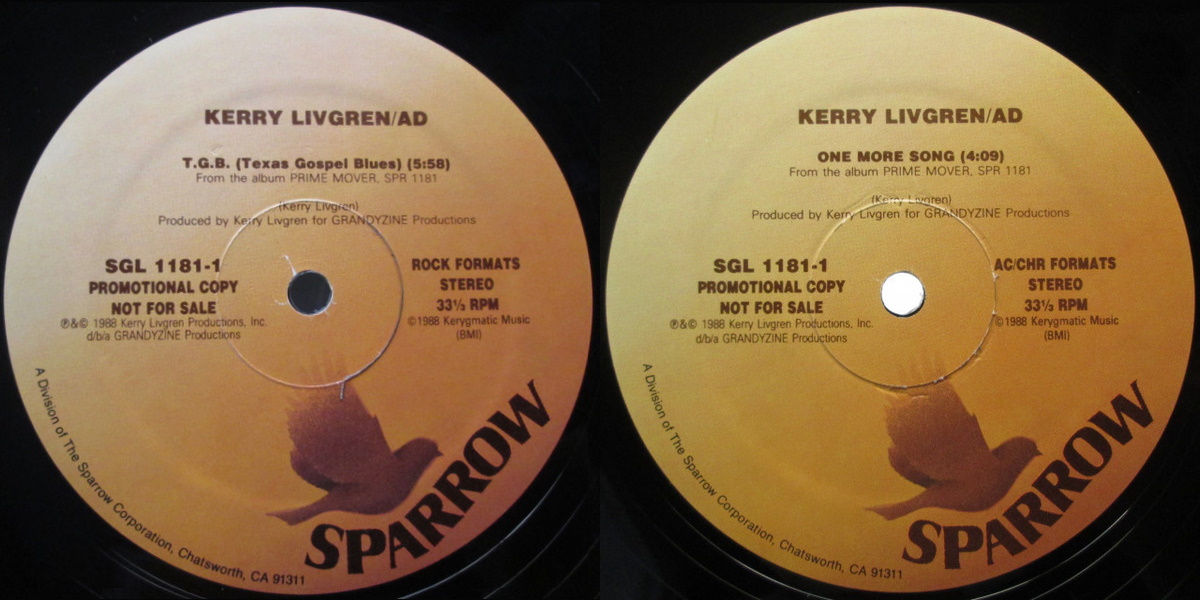 KERRY LIVGREN/AD
T.G.B. (Texas Gospel Blues) (5:58)
From the album PRIME MOVER, SPR 1181
(Kerry Livgren)
Produced by Kerry Livgren for GRANDYZINE Productions
SGL 1181-1
PROMOTIONAL COPY
NOT FOR SALE
℗&© 1988 Kerry Livgren Productions, Inc.
d/b/a GRANDYZINE Productions
ROCK FORMATS
STEREO
33⅓ RPM
©1988 Kerygmatic Music
(BMI)
A Division of The Sparrow Corporation, Chatsworth, CA 91311
SPARROW
KERRY LIVGREN/AD
ONE MORE SONG (4:09)
From the album PRIME MOVER, SPR 1181
(Kerry Livgren)
Produced by Kerry Livgren for GRANDYZINE Productions
SGL 1181-1
PROMOTIONAL COPY
NOT FOR SALE
℗&© 1988 Kerry Livgren Productions, Inc.
d/b/a GRANDYZINE Productions
AC/CHR FORMATS
STEREO
33⅓ RPM
©1988 Kerygmatic Music
(BMI)
A Division of The Sparrow Corporation, Chatsworth, CA 91311
SPARROW